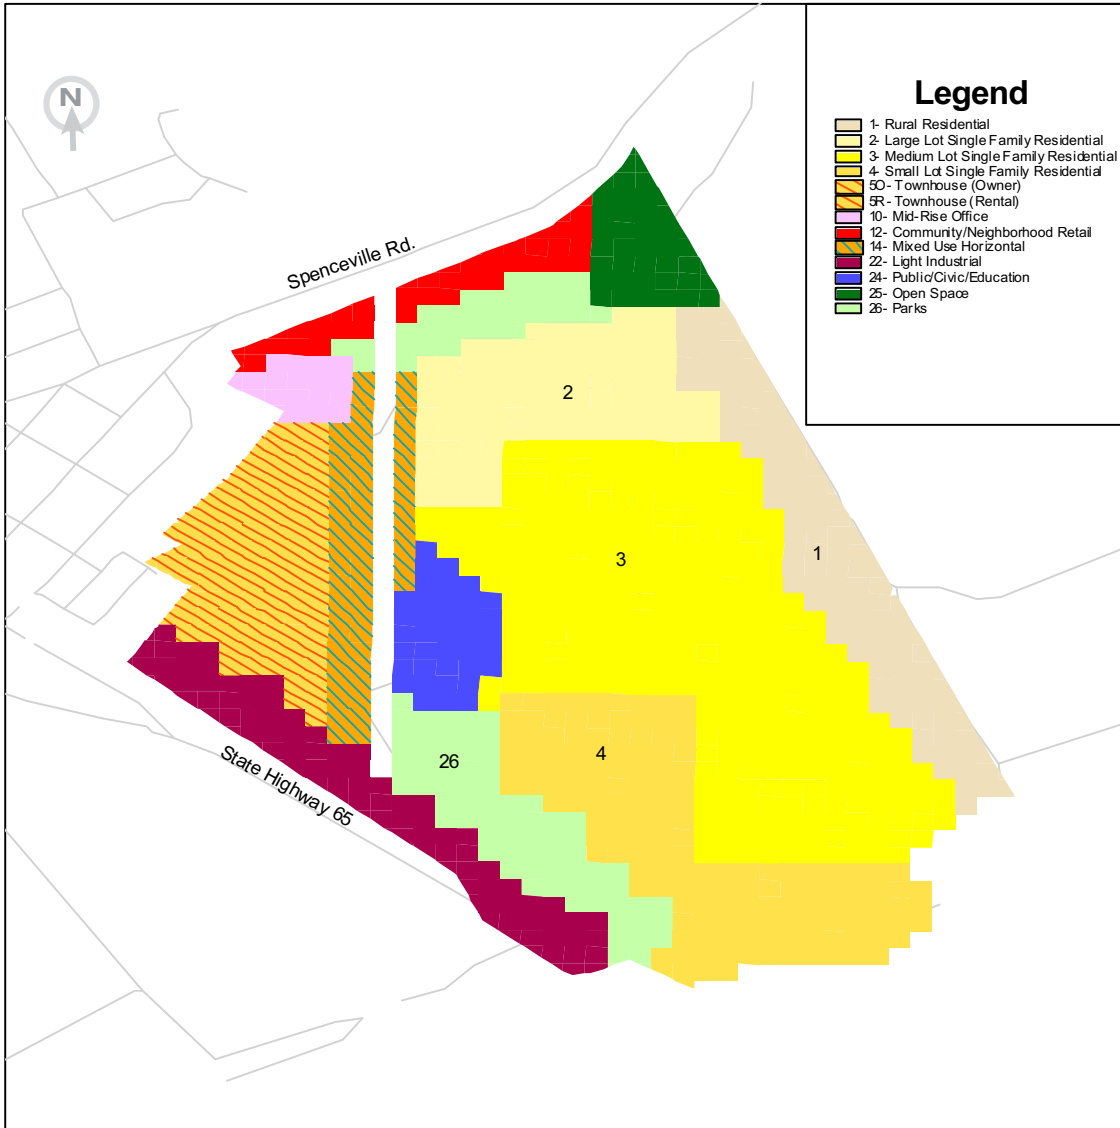 N
Legend
1- Rural Residential
2- Large Lot Single Family Residential
3- Medium Lot Single Family Residential
4- Small Lot Single Family Residential
5O- Townhouse (Owner)
5R- Townhouse (Rental)
10- Mid-Rise Office
12- Community/Neighborhood Retail
14- Mixed Use Horizontal
22- Light Industrial
24- Public/Civic/Education
25- Open Space
26- Parks
Spenceville Rd.
2
3
1
4
26
State Highway 65